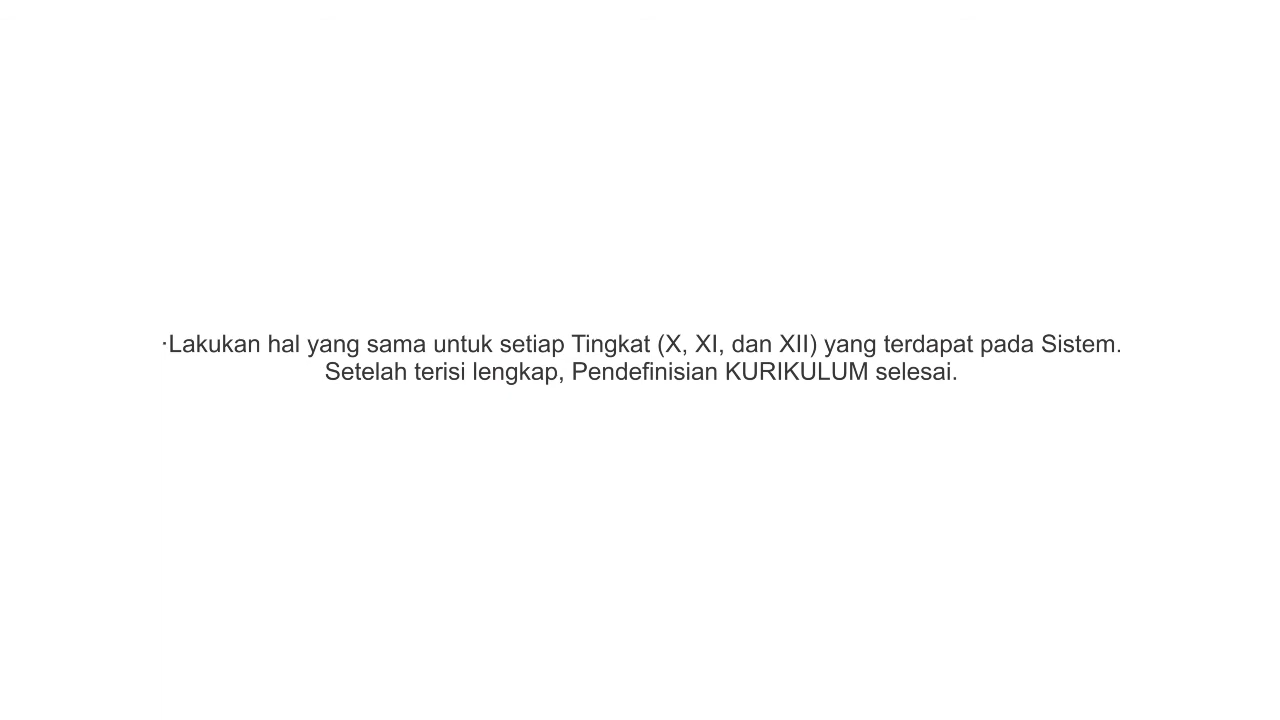 ·Lakukan hal yang sama untuk setiap Tingkat (X, XI, dan XII) yang terdapat pada Sistem.
Setelah terisi lengkap, Pendefinisian KURIKULUM selesai.